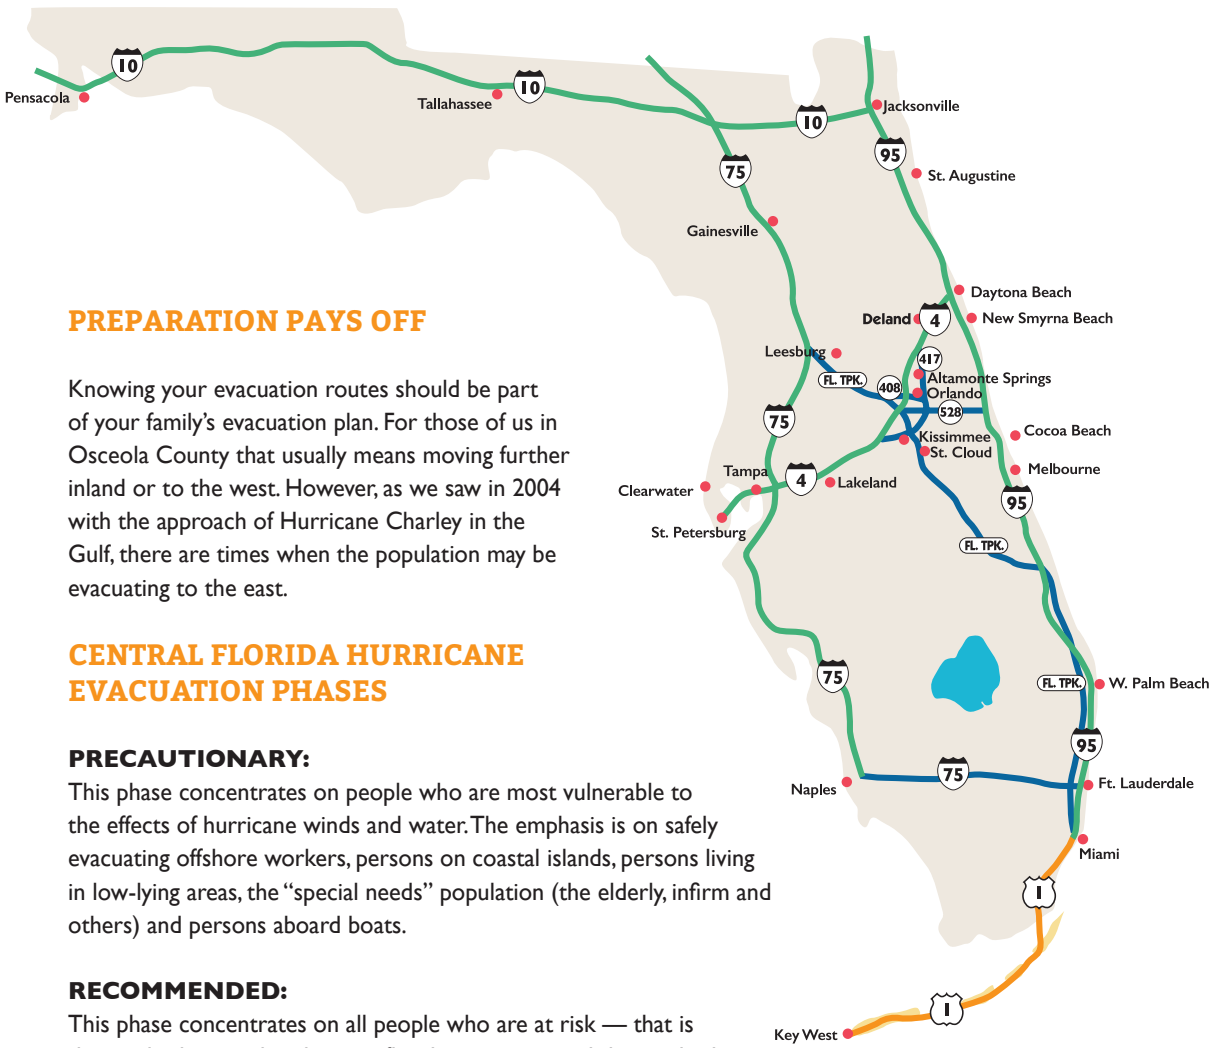 10
Pensacola
Tallahassee
10
10
Jacksonville
95
75
St. Augustine
Gainesville
Daytona Beach
Deland
4
New Smyrna Beach
Leesburg
417
FL. TPK.
408
Altamonte Springs
Orlando
528
75
Kissimmee
St. Cloud
Cocoa Beach
Tampa
4
Lakeland
Melbourne
Clearwater
95
St. Petersburg
FL. TPK.
75
FL. TPK.
W. Palm Beach
95
75
Naples
Ft. Lauderdale
Miami
1
1
Key West
PREPARATION PAYS OFF
Knowing your evacuation routes should be part
of your family’s evacuation plan. For those of us in
Osceola County that usually means moving further
inland or to the west. However, as we saw in 2004
with the approach of Hurricane Charley in the
Gulf, there are times when the population may be
evacuating to the east.
CENTRAL FLORIDA HURRICANE
EVACUATION PHASES
PRECAUTIONARY:
This phase concentrates on people who are most vulnerable to
the effects of hurricane winds and water. The emphasis is on safely
evacuating offshore workers, persons on coastal islands, persons living
in low-lying areas, the “special needs” population (the elderly, infirm and
others) and persons aboard boats.
RECOMMENDED:
This phase concentrates on all people who are at risk — that is